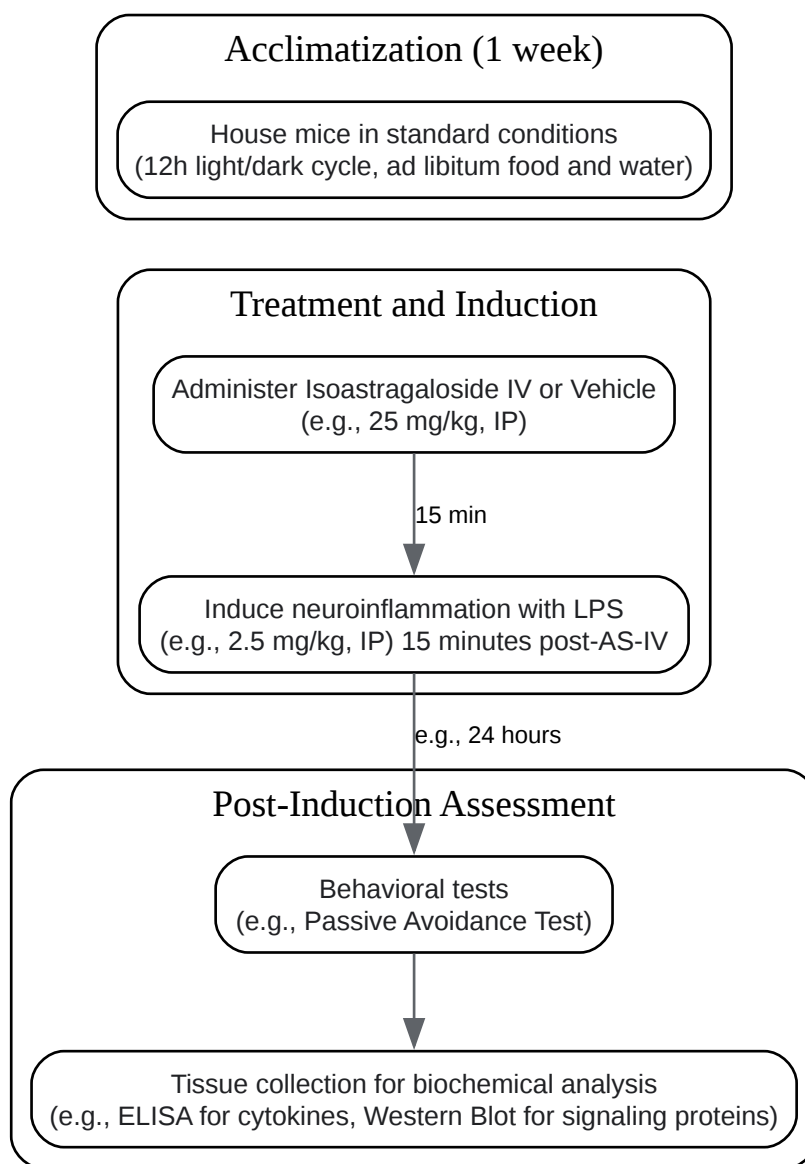 Acclimatization (1 week)
House mice in standard conditions
(12h light/dark cycle, ad libitum food and water)
Treatment and Induction
Administer Isoastragaloside IV or Vehicle
(e.g., 25 mg/kg, IP)
15 min
Induce neuroinflammation with LPS
(e.g., 2.5 mg/kg, IP) 15 minutes post-AS-IV
e.g., 24 hours
Post-Induction Assessment
Behavioral tests
(e.g., Passive Avoidance Test)
Tissue collection for biochemical analysis
(e.g., ELISA for cytokines, Western Blot for signaling proteins)